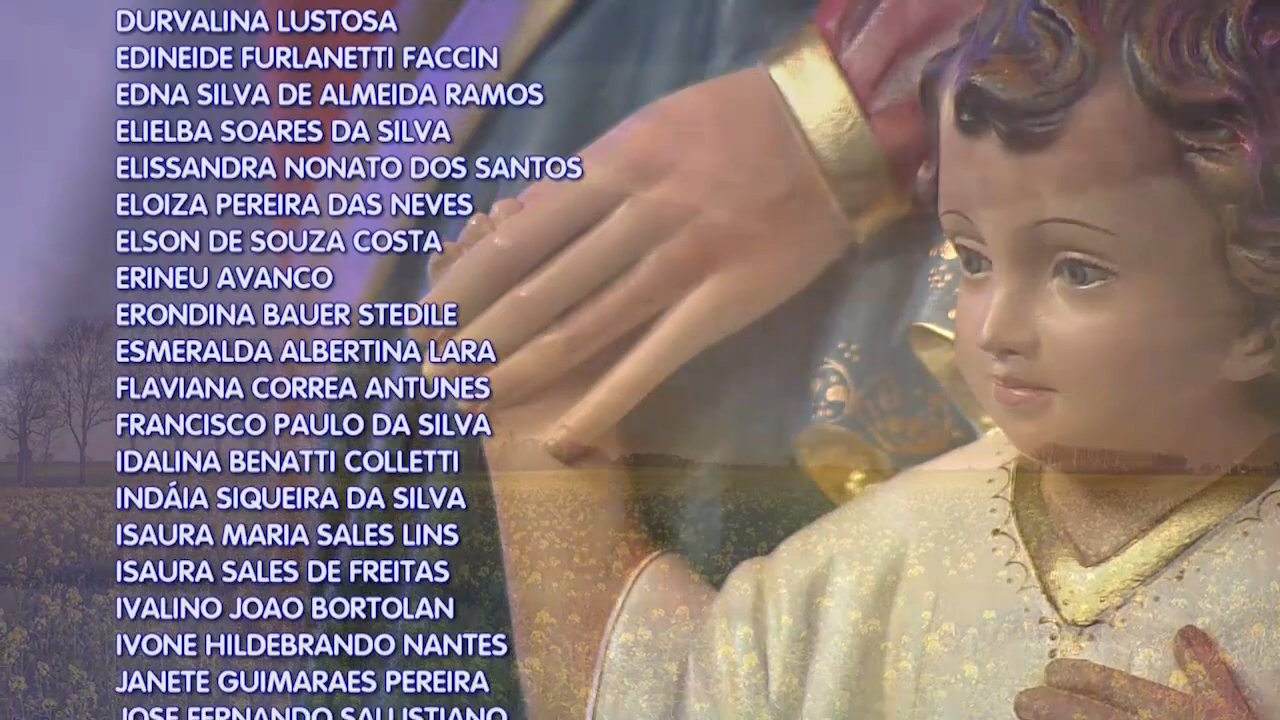 DURVALINA LUSTOSA
EDINEIDE FURLANETTI FACCIN
EDNA SILVA DE ALMEIDA RAMOS
ELIELBA SOARES DA SILVA
ELISSANDRA NONATO DOS SANTOS
ELOIZA PEREIRA DAS NEVES
ELSON DE SOUZA COSTA
ERINEU AVANCO
ERONDINA BAUER STEDILE
ESMERALDA ALBERTINA LARA
FLAVIANA CORREA ANTUNES
FRANCISCO PAULO DA SILVA
IDALINA BENATTI COLLETTI
INDÁIA SIQUEIRA DA SILVA
ISAURA MARIA SALES LINS
ISAURA SALES DE FREITAS
IVALINO JOAO BORTOLAN
IVONE HILDEBRANDO NANTES
JANETE GUIMARAES PEREIRA
JOSE FERNANDO SALUSTIANO